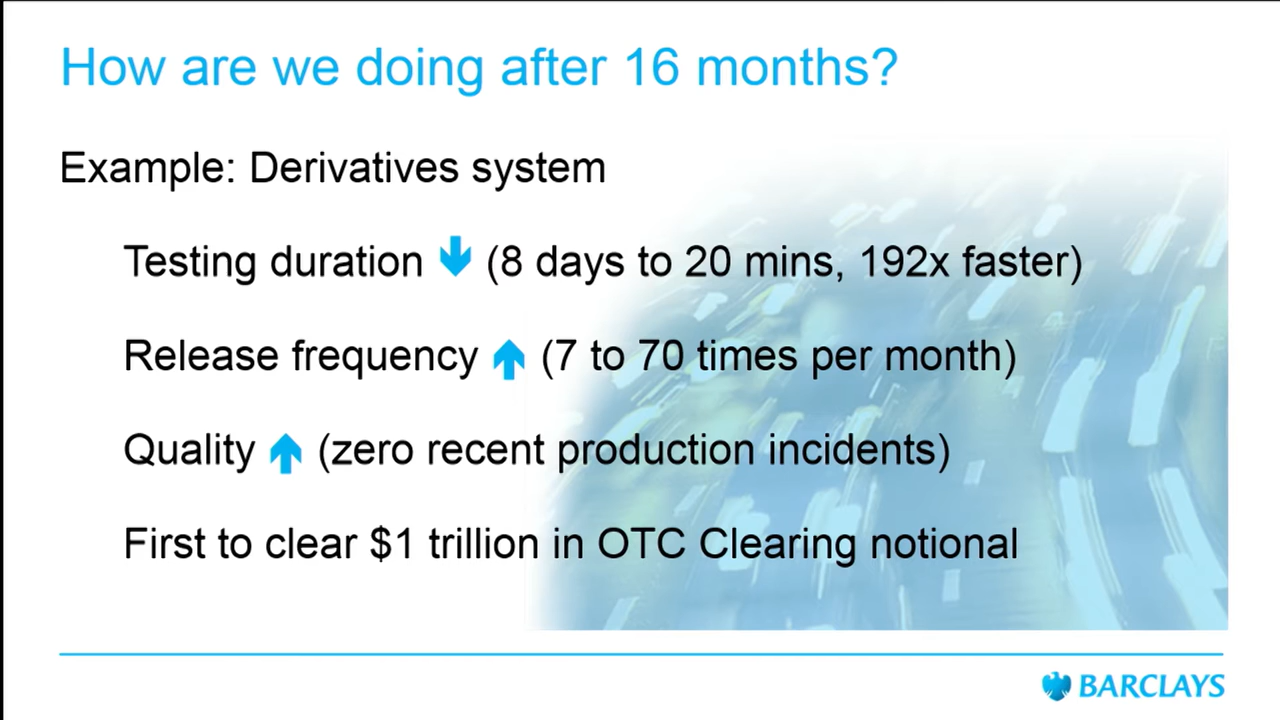 How are we doing after 16 months?
Example: Derivatives system
Testing duration (8 days to 20 mins, 192x faster)
Release frequency (7 to 70 times per month)
Quality (zero recent production incidents)
First to clear $1 trillion in OTC Clearing notional
BARCLAYS